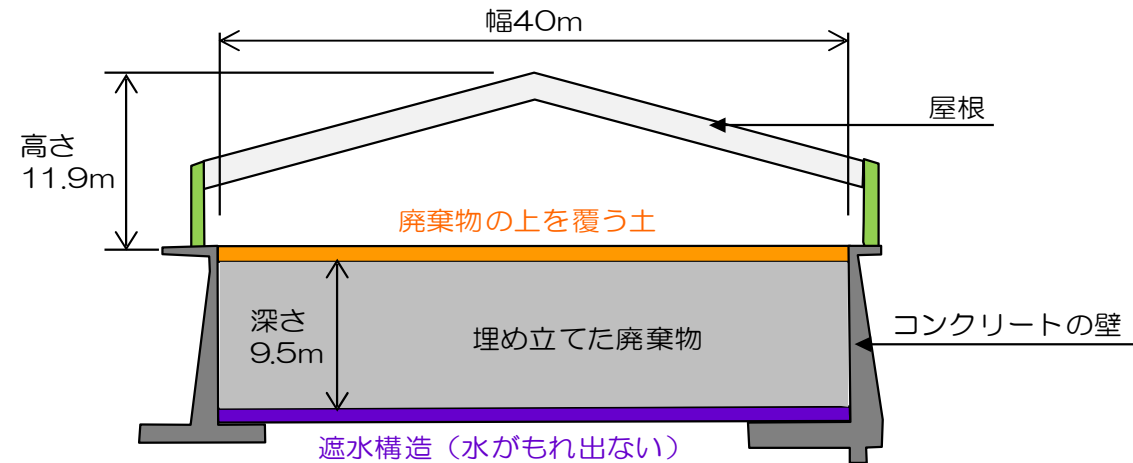 幅40m
屋根
高さ
11.9m
廃棄物の上を覆う土
深さ
9.5m
埋め立てた廃棄物
コンクリートの壁
遮水構造（水がもれ出ない）